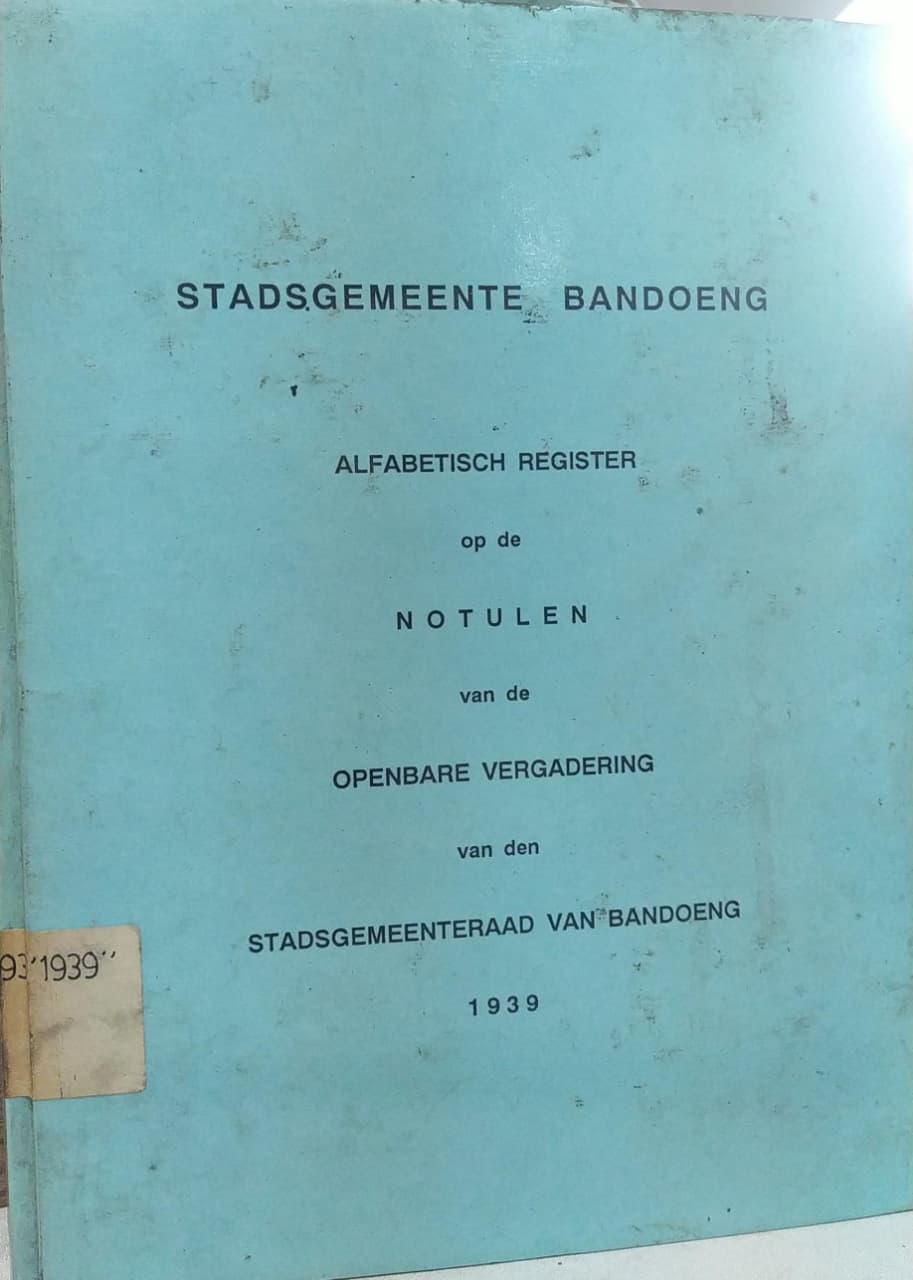 STADSGEMEENTE BANDOENG
ALFABETISCH REGISTER
op de
NOTULEN
van de
OPENBARE VERGADERING
van den
STADSGEMEENTERAAD VAN BANDOENG
1939
93"1939"